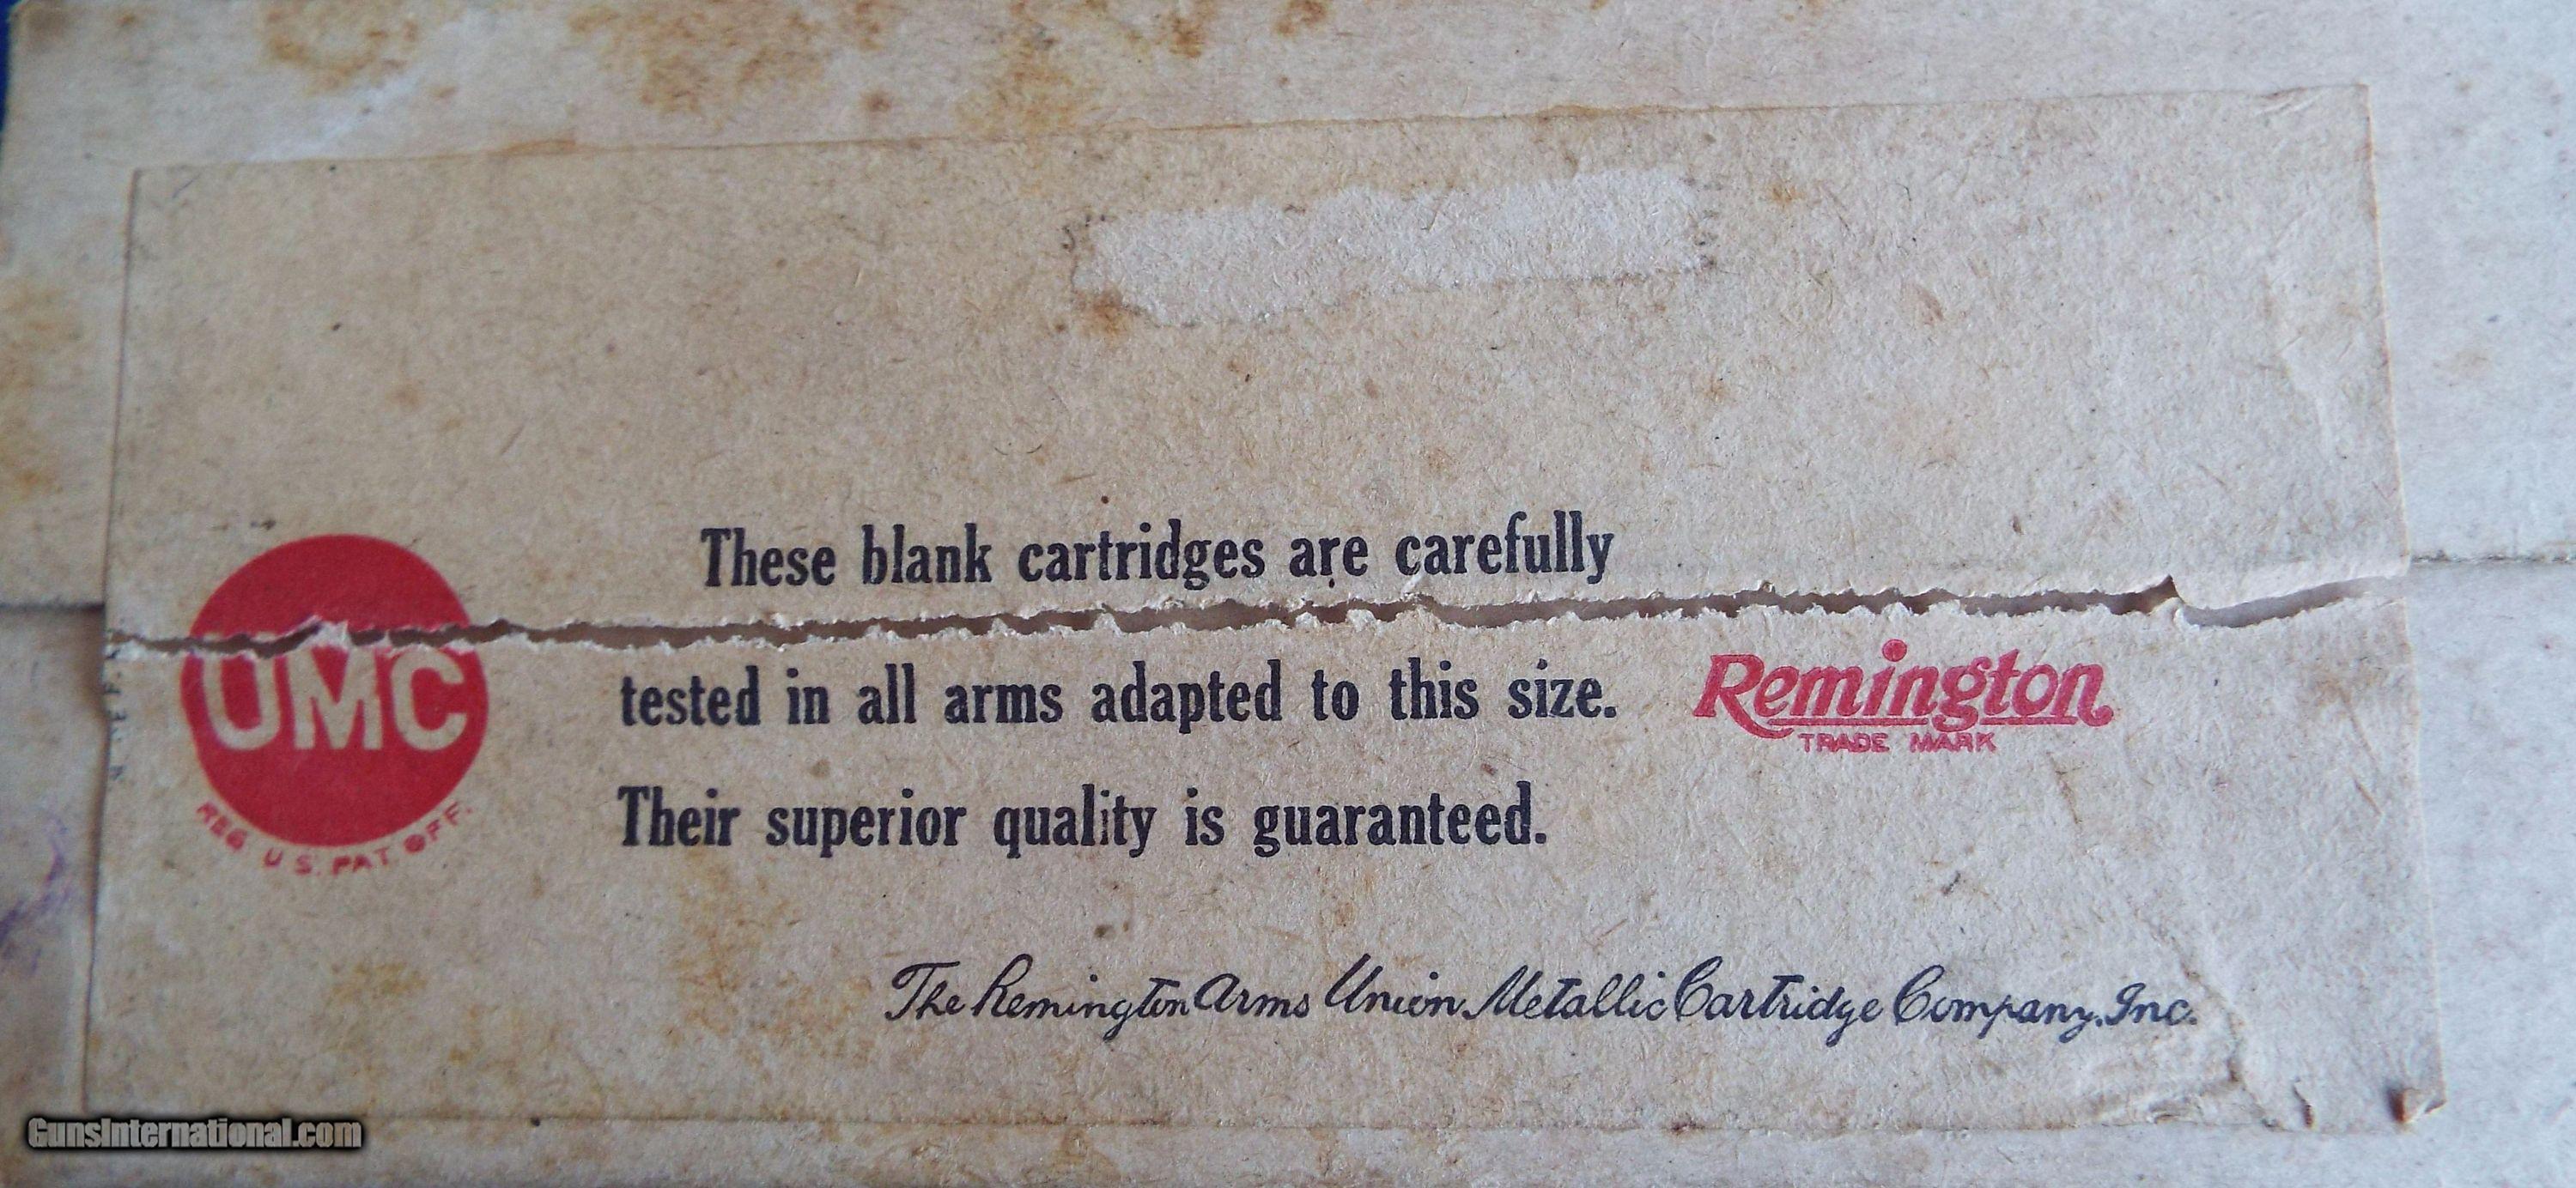 These blank cartridges are carefully
UMC
tested in all arms adapted to this size.
Remington
TRADE MARK
Their superior quality is guaranteed.
REG. U.S. PAT. OFF.
The Remington Arms Union Metallic Cartridge Company, Inc.
GunsInternational.com